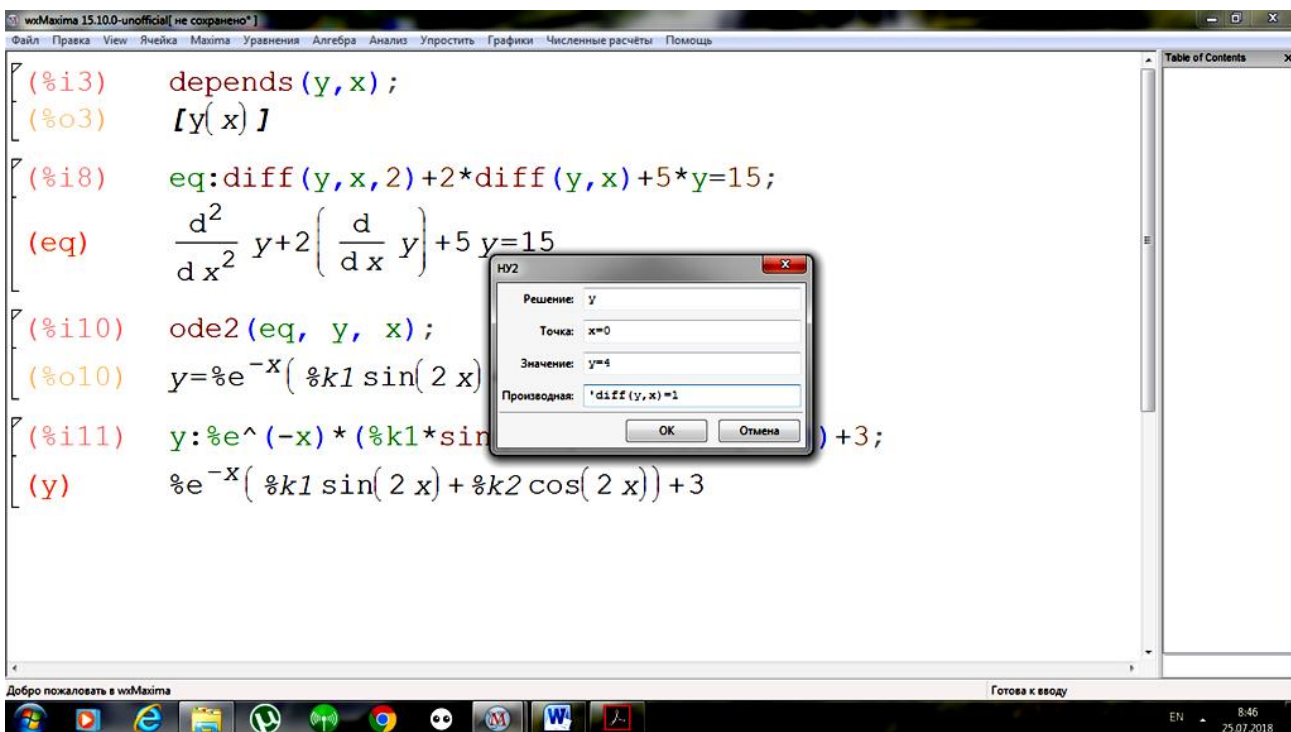 wxMaxima 15.10.0-unofficial[ не сохранено* ]
Файл Правка View Ячейка Maxima Уравнения Алгебра Анализ Упростить Графики Численные расчёты Помощь
Table of Contents
(%i3) depends(y,x);
(%o3) [y(x)]
(%i8) eq:diff(y,x,2)+2*diff(y,x)+5*y=15;
(eq) d²/dx² y+2(d/dx y)+5 y=15
(%i10) ode2(eq, y, x);
(%o10) y=%e^-x(%k1 sin(2 x)
(%i11) y:%e^(-x)*(%k1*sin )+3;
(y) %e^-x(%k1 sin(2 x)+%k2 cos(2 x))+3
НУ2
Решение: y
Точка: x=0
Значение: y=4
Производная: 'diff(y,x)=1
OK Отмена
Добро пожаловать в wxMaxima Готова к вводу
EN 8:46
25.07.2018